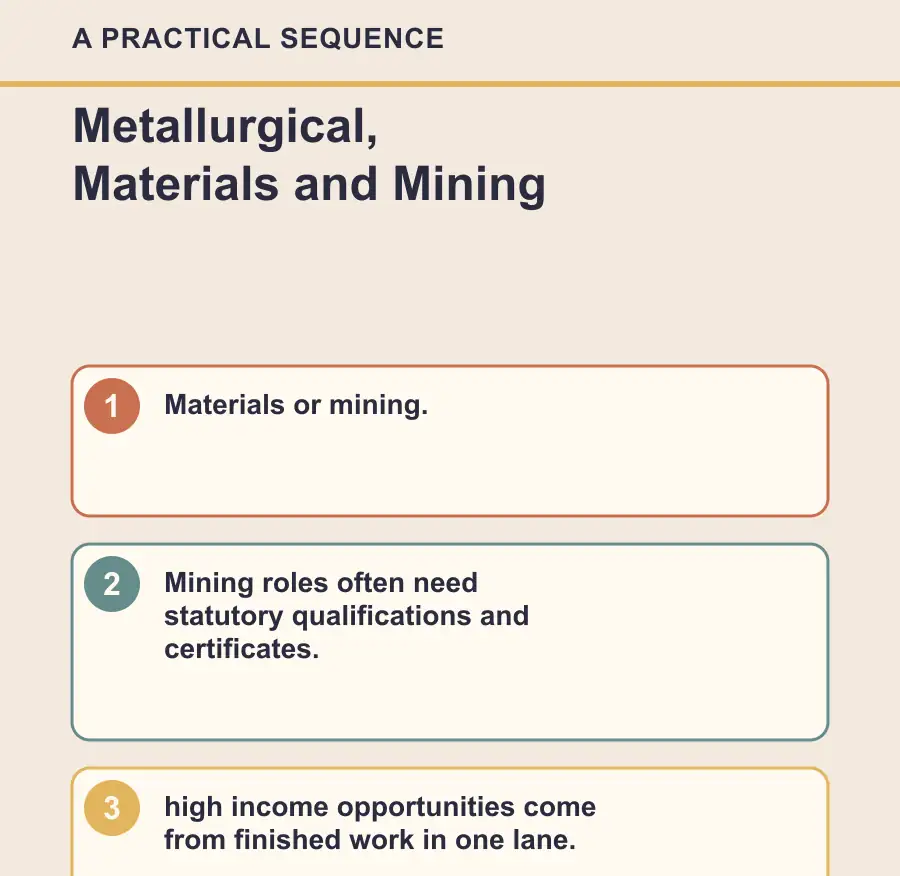 A PRACTICAL SEQUENCE
Metallurgical,
Materials and Mining
1
Materials or mining.
2
Mining roles often need
statutory qualifications and
certificates.
3
high income opportunities come
from finished work in one lane.